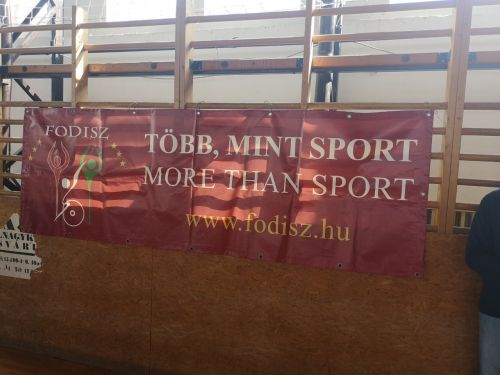 FODISZ
TÖBB, MINT SPORT
MORE THAN SPORT
www.fodisz.hu